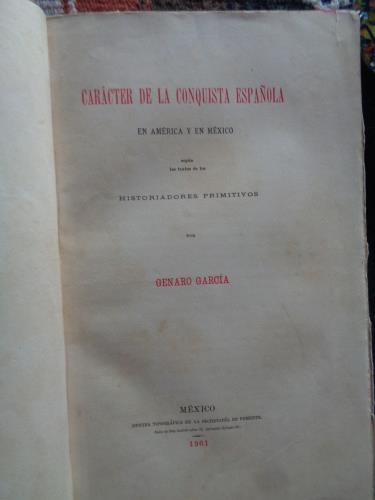 CARÁCTER DE LA CONQUISTA ESPAÑOLA
EN AMÉRICA Y EN MÉXICO
según
los textos de los
HISTORIADORES PRIMITIVOS
POR
GENARO GARCÍA
MÉXICO
OFICINA TIPOGRÁFICA DE LA SECRETARÍA DE FOMENTO.
1901